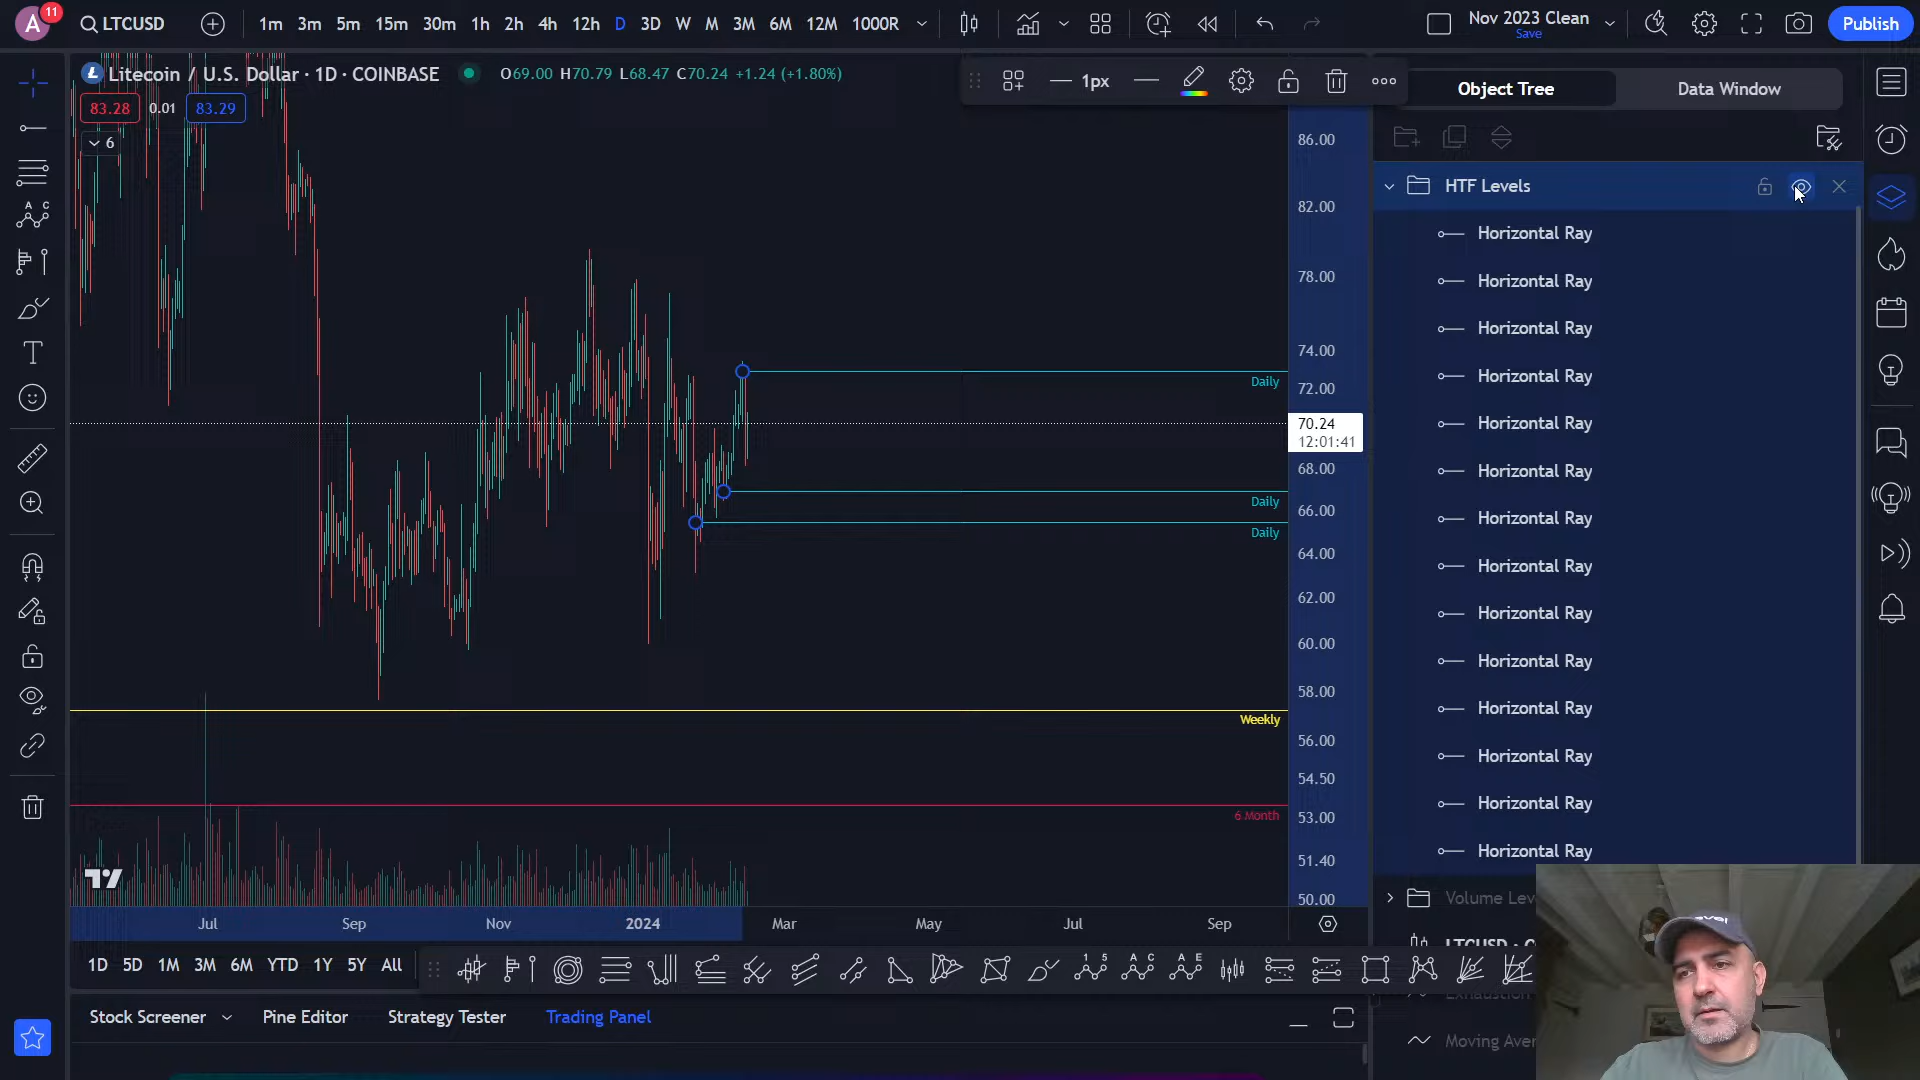 A
11
LTCUSD
1m 3m 5m 15m 30m 1h 2h 4h 12h D 3D W M 3M 6M 12M 1000R
Nov 2023 Clean
Save
Publish
Litecoin / U.S. Dollar · 1D · COINBASE
O69.00 H70.79 L68.47 C70.24 +1.24 (+1.80%)
83.28 0.01 83.29
6
1px
Object Tree
Data Window
HTF Levels
Horizontal Ray
Horizontal Ray
Horizontal Ray
Horizontal Ray
Horizontal Ray
Horizontal Ray
Horizontal Ray
Horizontal Ray
Horizontal Ray
Horizontal Ray
Horizontal Ray
Horizontal Ray
Horizontal Ray
Horizontal Ray
Volume
LTCUSD
Exhaustion
Moving
86.00
82.00
78.00
74.00
72.00
70.24
12:01:41
68.00
66.00
64.00
62.00
60.00
58.00
56.00
54.50
53.00
51.40
50.00
Daily
Daily
Daily
Weekly
6 Month
Jul Sep Nov 2024 Mar May Jul Sep
1D 5D 1M 3M 6M YTD 1Y 5Y All
Stock Screener Pine Editor Strategy Tester Trading Panel